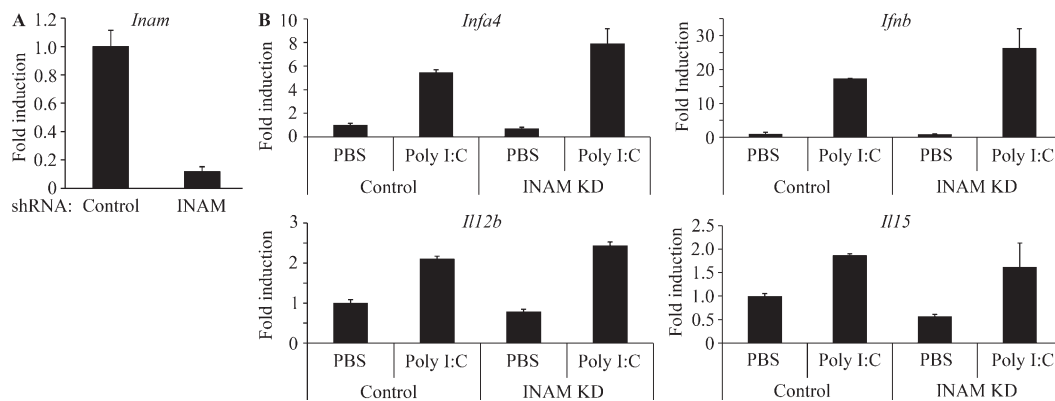 A
Inam
Fold induction
1.2
1.0
0.8
0.6
0.4
0.2
0
shRNA: Control INAM
B
Infa4
Fold induction
10
8
6
4
2
0
PBS Poly I:C PBS Poly I:C
Control INAM KD
Ifnb
Fold Induction
30
20
10
0
PBS Poly I:C PBS Poly I:C
Control INAM KD
Il12b
Fold induction
3
2
1
0
PBS Poly I:C PBS Poly I:C
Control INAM KD
Il15
Fold induction
2.5
2.0
1.5
1.0
0.5
0
PBS Poly I:C PBS Poly I:C
Control INAM KD